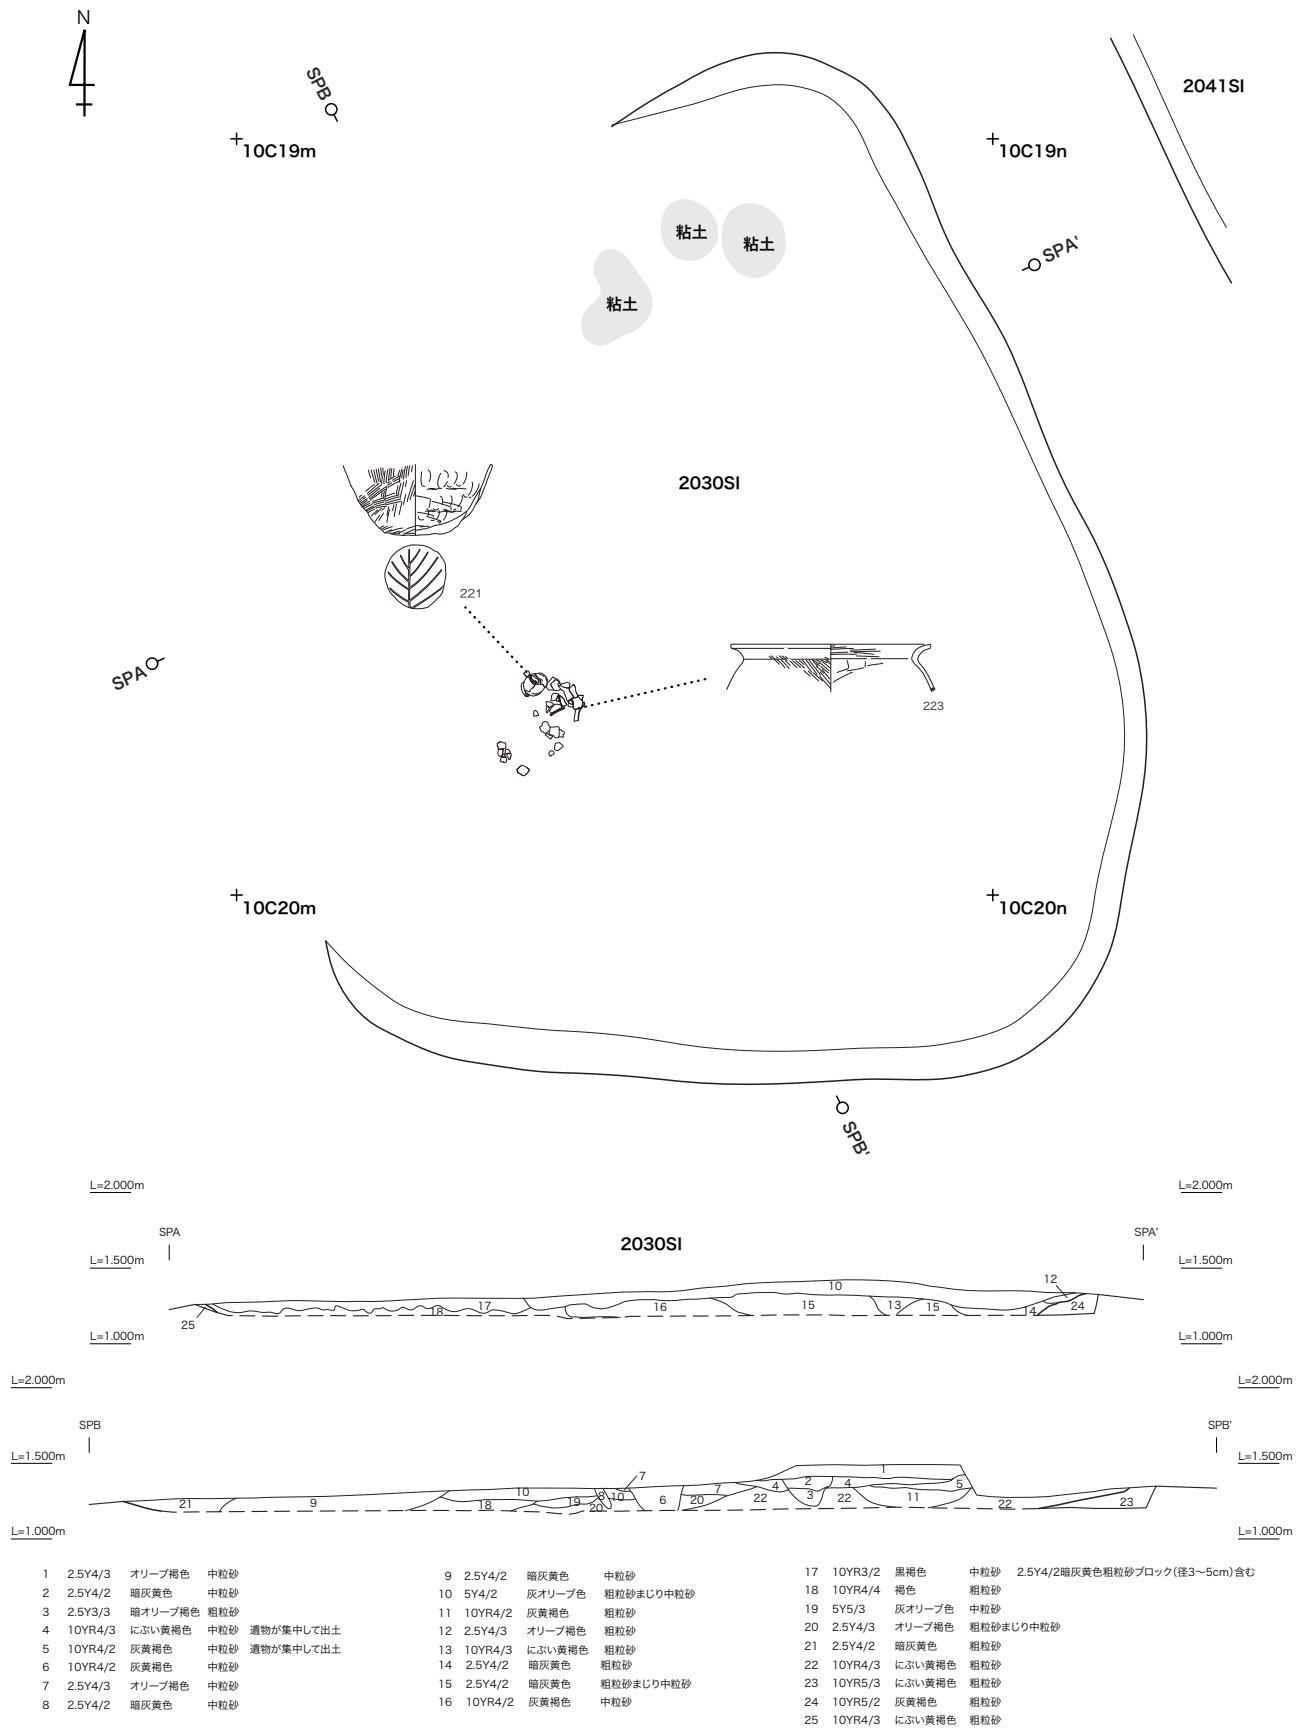 N
SPB
2041SI
10C19m
10C19n
粘土
粘土
SPA'
粘土
2030SI
221
SPA
223
10C20m
10C20n
SPB'
L=2.000m
L=2.000m
SPA
SPA'
2030SI
L=1.500m
L=1.500m
10
12
17
18
16
15
13
15
14
24
25
L=1.000m
L=1.000m
L=2.000m
L=2.000m
SPB
SPB'
L=1.500m
L=1.500m
1
7
2
4
4
5
10
8
10
7
21
9
18
19
20
6
20
22
3
22
11
22
23
L=1.000m
L=1.000m
1 2.5Y4/3 オリーブ褐色 中粒砂
2 2.5Y4/2 暗灰黄色 中粒砂
3 2.5Y3/3 暗オリーブ褐色 粗粒砂
4 10YR4/3 にぶい黄褐色 中粒砂 遺物が集中して出土
5 10YR4/2 灰黄褐色 中粒砂 遺物が集中して出土
6 10YR4/2 灰黄褐色 中粒砂
7 2.5Y4/3 オリーブ褐色 中粒砂
8 2.5Y4/2 暗灰黄色 中粒砂
9 2.5Y4/2 暗灰黄色 中粒砂
10 5Y4/2 灰オリーブ色 粗粒砂まじり中粒砂
11 10YR4/2 灰黄褐色 粗粒砂
12 2.5Y4/3 オリーブ褐色 粗粒砂
13 10YR4/3 にぶい黄褐色 粗粒砂
14 2.5Y4/2 暗灰黄色 粗粒砂
15 2.5Y4/2 暗灰黄色 粗粒砂まじり中粒砂
16 10YR4/2 灰黄褐色 中粒砂
17 10YR3/2 黒褐色 中粒砂 2.5Y4/2暗灰黄色粗粒砂ブロック(径3～5cm)含む
18 10YR4/4 褐色 粗粒砂
19 5Y5/3 灰オリーブ色 中粒砂
20 2.5Y4/3 オリーブ褐色 粗粒砂まじり中粒砂
21 2.5Y4/2 暗灰黄色 粗粒砂
22 10YR4/3 にぶい黄褐色 粗粒砂
23 10YR5/3 にぶい黄褐色 粗粒砂
24 10YR5/2 灰黄褐色 粗粒砂
25 10YR4/3 にぶい黄褐色 粗粒砂